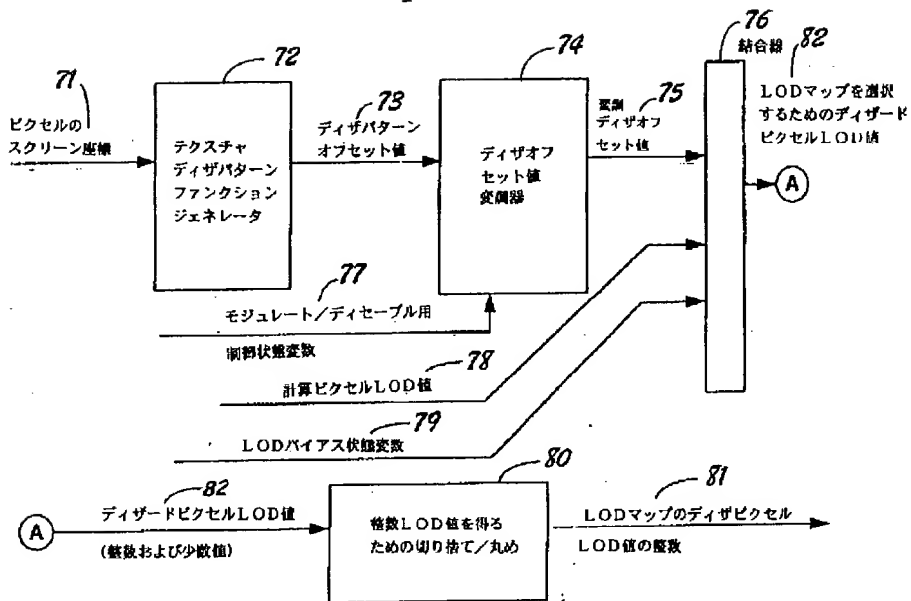 71
ピクセルの
スクリーン座標
72
テクスチャ
ディザパターン
ファンクション
ジェネレータ
73
ディザパターン
オフセット値
74
ディザオフ
セット値
変調器
変調
75
ディザオフ
セット値
76
結合線
82
LODマップを選択
するためのディザード
ピクセルLOD値
A
77
モジュレート/ディセーブル用
制御状態変数
78
計算ピクセルLOD値
79
LODバイアス状態変数
A
82
ディザードピクセルLOD値
(整数および少数値)
80
整数LOD値を得る
ための切り捨て/丸め
81
LODマップのディザピクセル
LOD値の整数